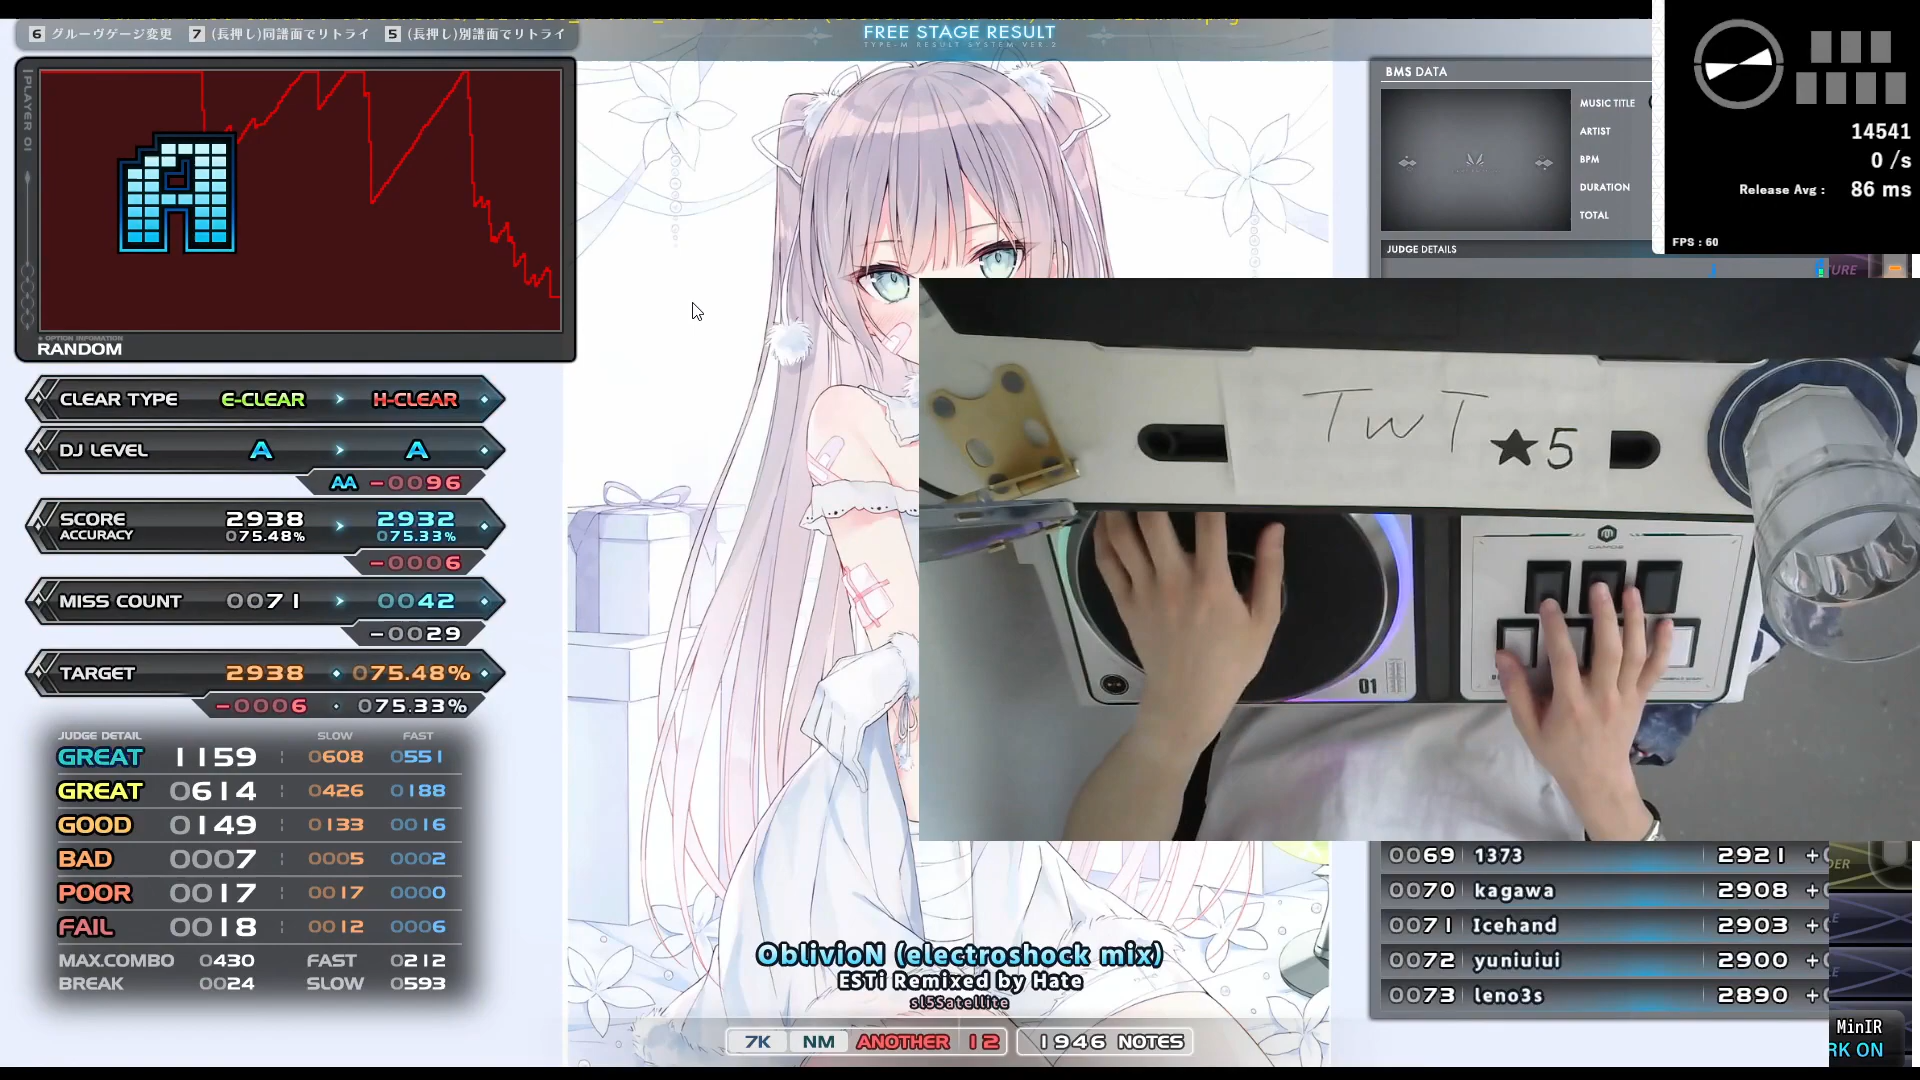 6 グルーヴゲージ変更 7 (長押し)同譜面でリトライ 5 (長押し)別譜面でリトライ
FREE STAGE RESULT
TYPE-M RESULT SYSTEM VER.2
PLAYER 01
A
OPTION INFOMATION
RANDOM
CLEAR TYPE E-CLEAR H-CLEAR
DJ LEVEL A A
AA -0096
SCORE 2938 2932
ACCURACY 075.48% 075.33%
-0006
MISS COUNT 0071 0042
-0029
TARGET 2938 075.48%
-0006 075.33%
JUDGE DETAIL SLOW FAST
GREAT 1159 0608 0551
GREAT 0614 0426 0188
GOOD 0149 0133 0016
BAD 0007 0005 0002
POOR 0017 0017 0000
FAIL 0018 0012 0006
MAX.COMBO 0430 FAST 0212
BREAK 0024 SLOW 0593
OblivioN (electroshock mix)
ESTi Remixed by Hate
sl5Satellite
7K NM ANOTHER 12 1946 NOTES
BMS DATA
MUSIC TITLE
ARTIST
BPM
DURATION
TOTAL
JUDGE DETAILS
14541
0 /s
Release Avg : 86 ms
FPS : 60
TwT
★5
01
0069 1373 2921
0070 kagawa 2908
0071 Icehand 2903
0072 yuniuiui 2900
0073 leno3s 2890
MinIR
RK ON